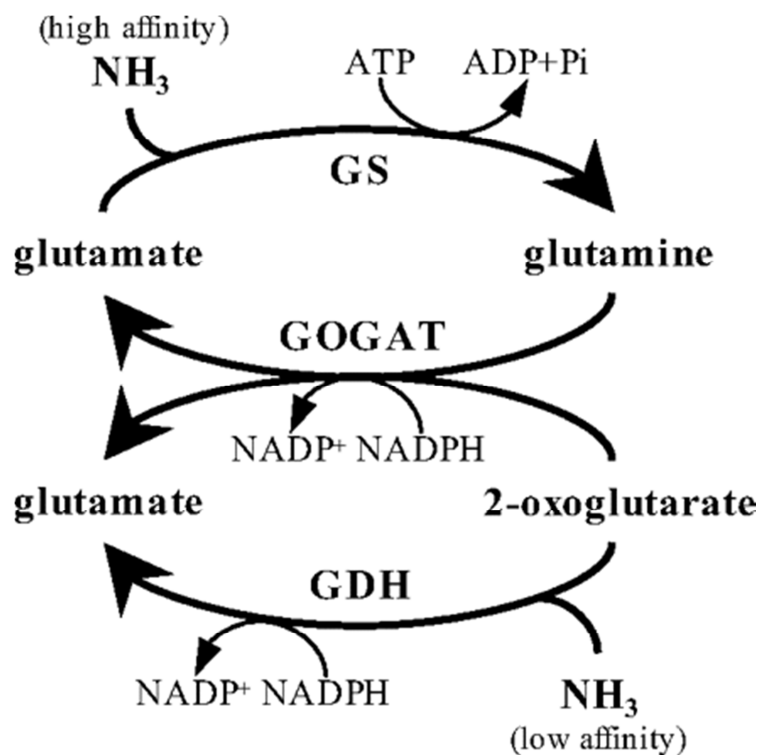 (high affinity)
NH₃
ATP ADP+Pi
GS
glutamate glutamine
GOGAT
NADP⁺ NADPH
glutamate 2-oxoglutarate
GDH
NADP⁺ NADPH
NH₃
(low affinity)